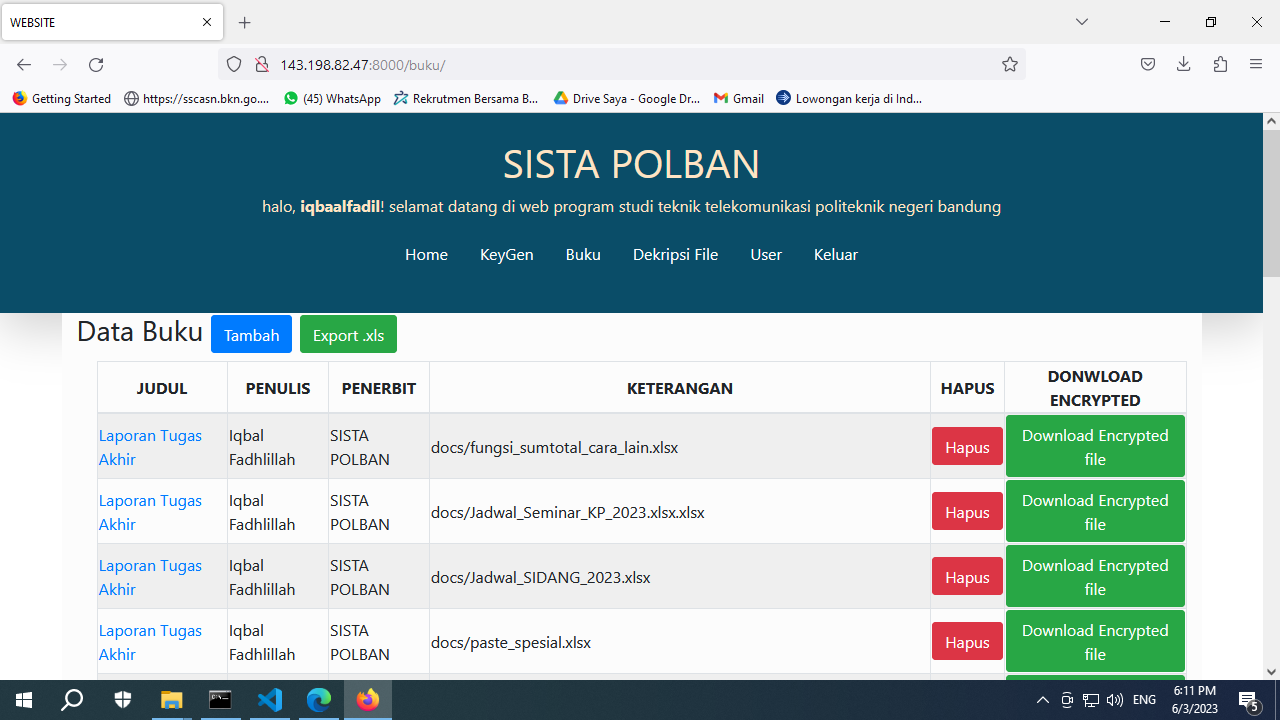 WEBSITE
143.198.82.47:8000/buku/
Getting Started
https://sscasn.bkn.go....
(45) WhatsApp
Rekrutmen Bersama B...
Drive Saya - Google Dr...
Gmail
Lowongan kerja di Ind...
SISTA POLBAN
halo, iqbaalfadil! selamat datang di web program studi teknik telekomunikasi politeknik negeri bandung
Home KeyGen Buku Dekripsi File User Keluar
Data Buku Tambah Export .xls
JUDUL PENULIS PENERBIT KETERANGAN HAPUS DONWLOAD
ENCRYPTED
Laporan Tugas
Akhir
Iqbal
Fadhlillah
SISTA
POLBAN
docs/fungsi_sumtotal_cara_lain.xlsx
Hapus
Download Encrypted
file
Laporan Tugas
Akhir
Iqbal
Fadhlillah
SISTA
POLBAN
docs/Jadwal_Seminar_KP_2023.xlsx.xlsx
Hapus
Download Encrypted
file
Laporan Tugas
Akhir
Iqbal
Fadhlillah
SISTA
POLBAN
docs/Jadwal_SIDANG_2023.xlsx
Hapus
Download Encrypted
file
Laporan Tugas
Akhir
Iqbal
Fadhlillah
SISTA
POLBAN
docs/paste_spesial.xlsx
Hapus
Download Encrypted
file
ENG
6:11 PM
6/3/2023
5